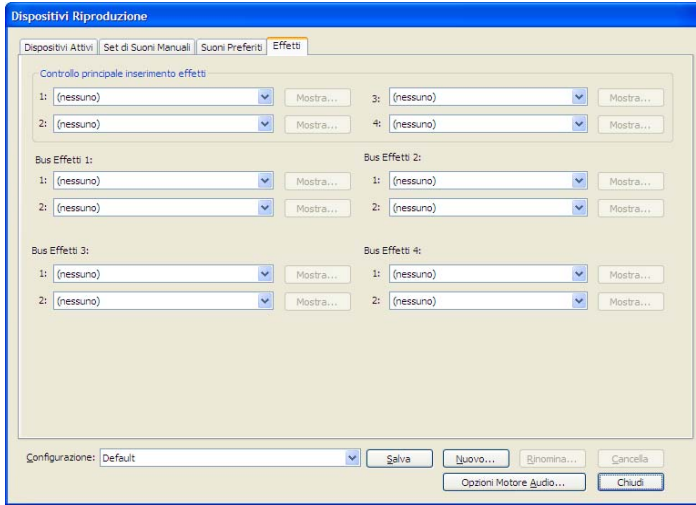 Dispositivi Riproduzione
Dispositivi Attivi Set di Suoni Manuali Suoni Preferiti Effetti
Controllo principale inserimento effetti
1: (nessuno) Mostra... 3: (nessuno) Mostra...
2: (nessuno) Mostra... 4: (nessuno) Mostra...
Bus Effetti 1: Bus Effetti 2:
1: (nessuno) Mostra... 1: (nessuno) Mostra...
2: (nessuno) Mostra... 2: (nessuno) Mostra...
Bus Effetti 3: Bus Effetti 4:
1: (nessuno) Mostra... 1: (nessuno) Mostra...
2: (nessuno) Mostra... 2: (nessuno) Mostra...
Configurazione: Default Salva Nuovo... Rinomina... Cancella
Opzioni Motore Audio... Chiudi